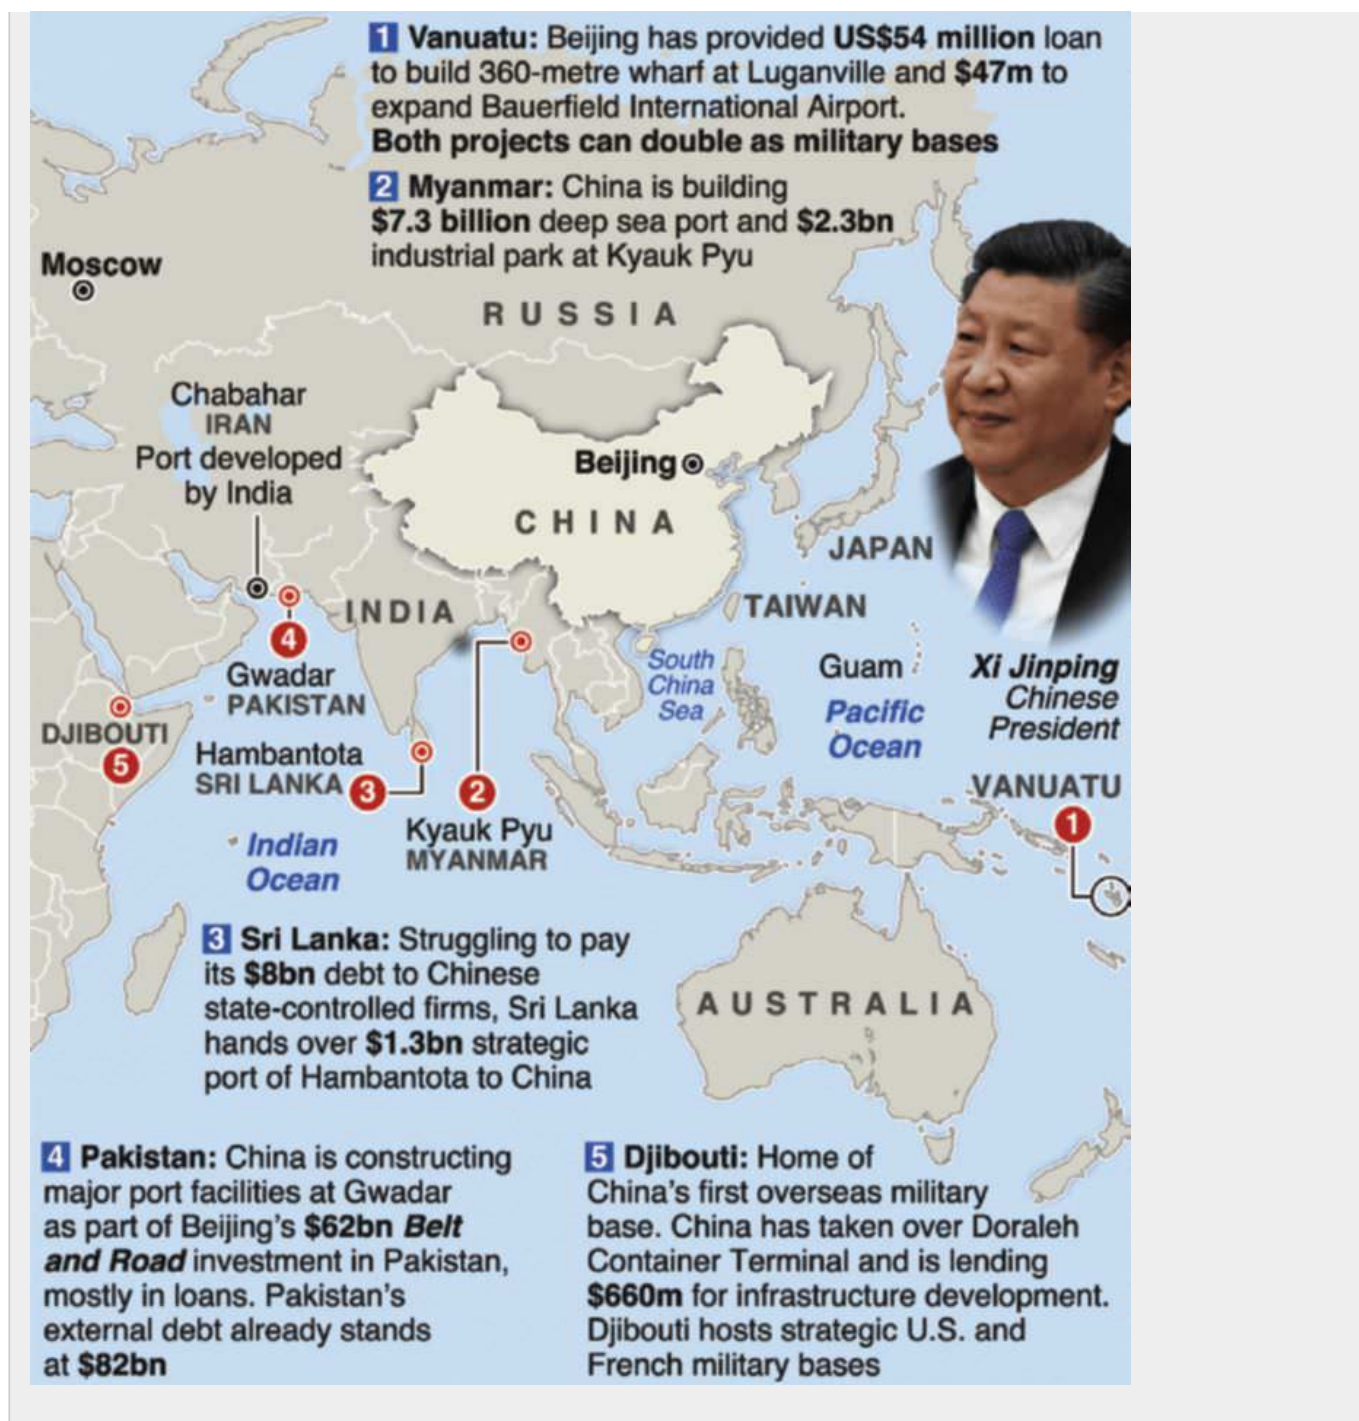 1 Vanuatu: Beijing has provided US$54 million loan
to build 360-metre wharf at Luganville and $47m to
expand Bauerfield International Airport.
Both projects can double as military bases
2 Myanmar: China is building
$7.3 billion deep sea port and $2.3bn
industrial park at Kyauk Pyu
Moscow
RUSSIA
Chabahar
IRAN
Port developed
by India
Beijing
CHINA
JAPAN
INDIA
TAIWAN
4
Gwadar
PAKISTAN
South
China
Sea
Guam
Pacific
Ocean
Xi Jinping
Chinese
President
DJIBOUTI
5
Hambantota
SRI LANKA
3
2
Kyauk Pyu
MYANMAR
VANUATU
1
Indian
Ocean
3 Sri Lanka: Struggling to pay
its $8bn debt to Chinese
state-controlled firms, Sri Lanka
hands over $1.3bn strategic
port of Hambantota to China
AUSTRALIA
4 Pakistan: China is constructing
major port facilities at Gwadar
as part of Beijing's $62bn Belt
and Road investment in Pakistan,
mostly in loans. Pakistan's
external debt already stands
at $82bn
5 Djibouti: Home of
China's first overseas military
base. China has taken over Doraleh
Container Terminal and is lending
$660m for infrastructure development.
Djibouti hosts strategic U.S. and
French military bases